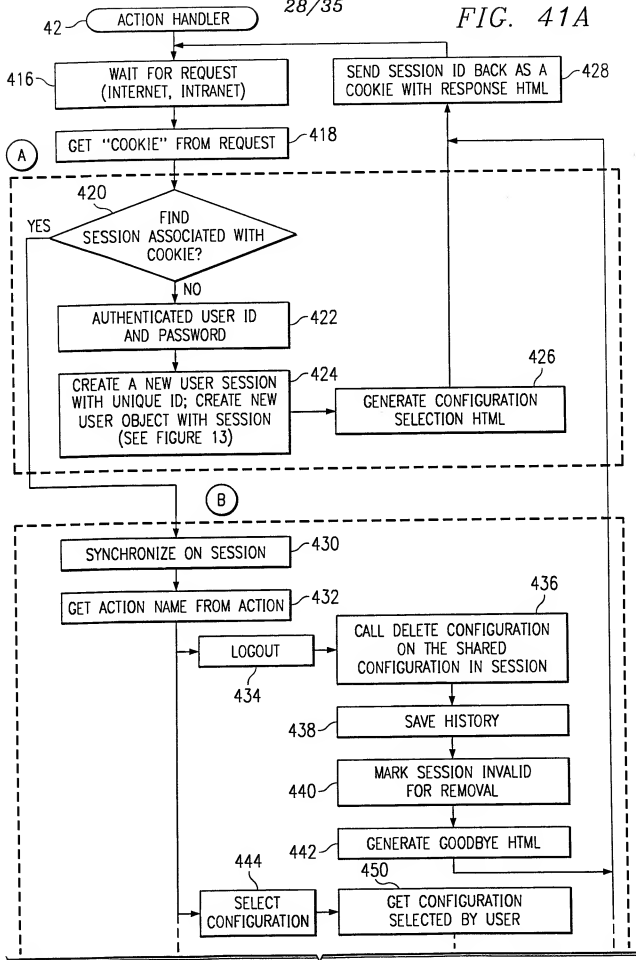 28/35
FIG. 41A
42
ACTION HANDLER
416
WAIT FOR REQUEST
(INTERNET, INTRANET)
SEND SESSION ID BACK AS A
COOKIE WITH RESPONSE HTML
428
GET "COOKIE" FROM REQUEST
418
A
420
YES
FIND
SESSION ASSOCIATED WITH
COOKIE?
NO
AUTHENTICATED USER ID
AND PASSWORD
422
CREATE A NEW USER SESSION
WITH UNIQUE ID; CREATE NEW
USER OBJECT WITH SESSION
(SEE FIGURE 13)
424
426
GENERATE CONFIGURATION
SELECTION HTML
B
SYNCHRONIZE ON SESSION
430
GET ACTION NAME FROM ACTION
432
LOGOUT
434
436
CALL DELETE CONFIGURATION
ON THE SHARED
CONFIGURATION IN SESSION
438
SAVE HISTORY
440
MARK SESSION INVALID
FOR REMOVAL
442
GENERATE GOODBYE HTML
444
SELECT
CONFIGURATION
450
GET CONFIGURATION
SELECTED BY USER